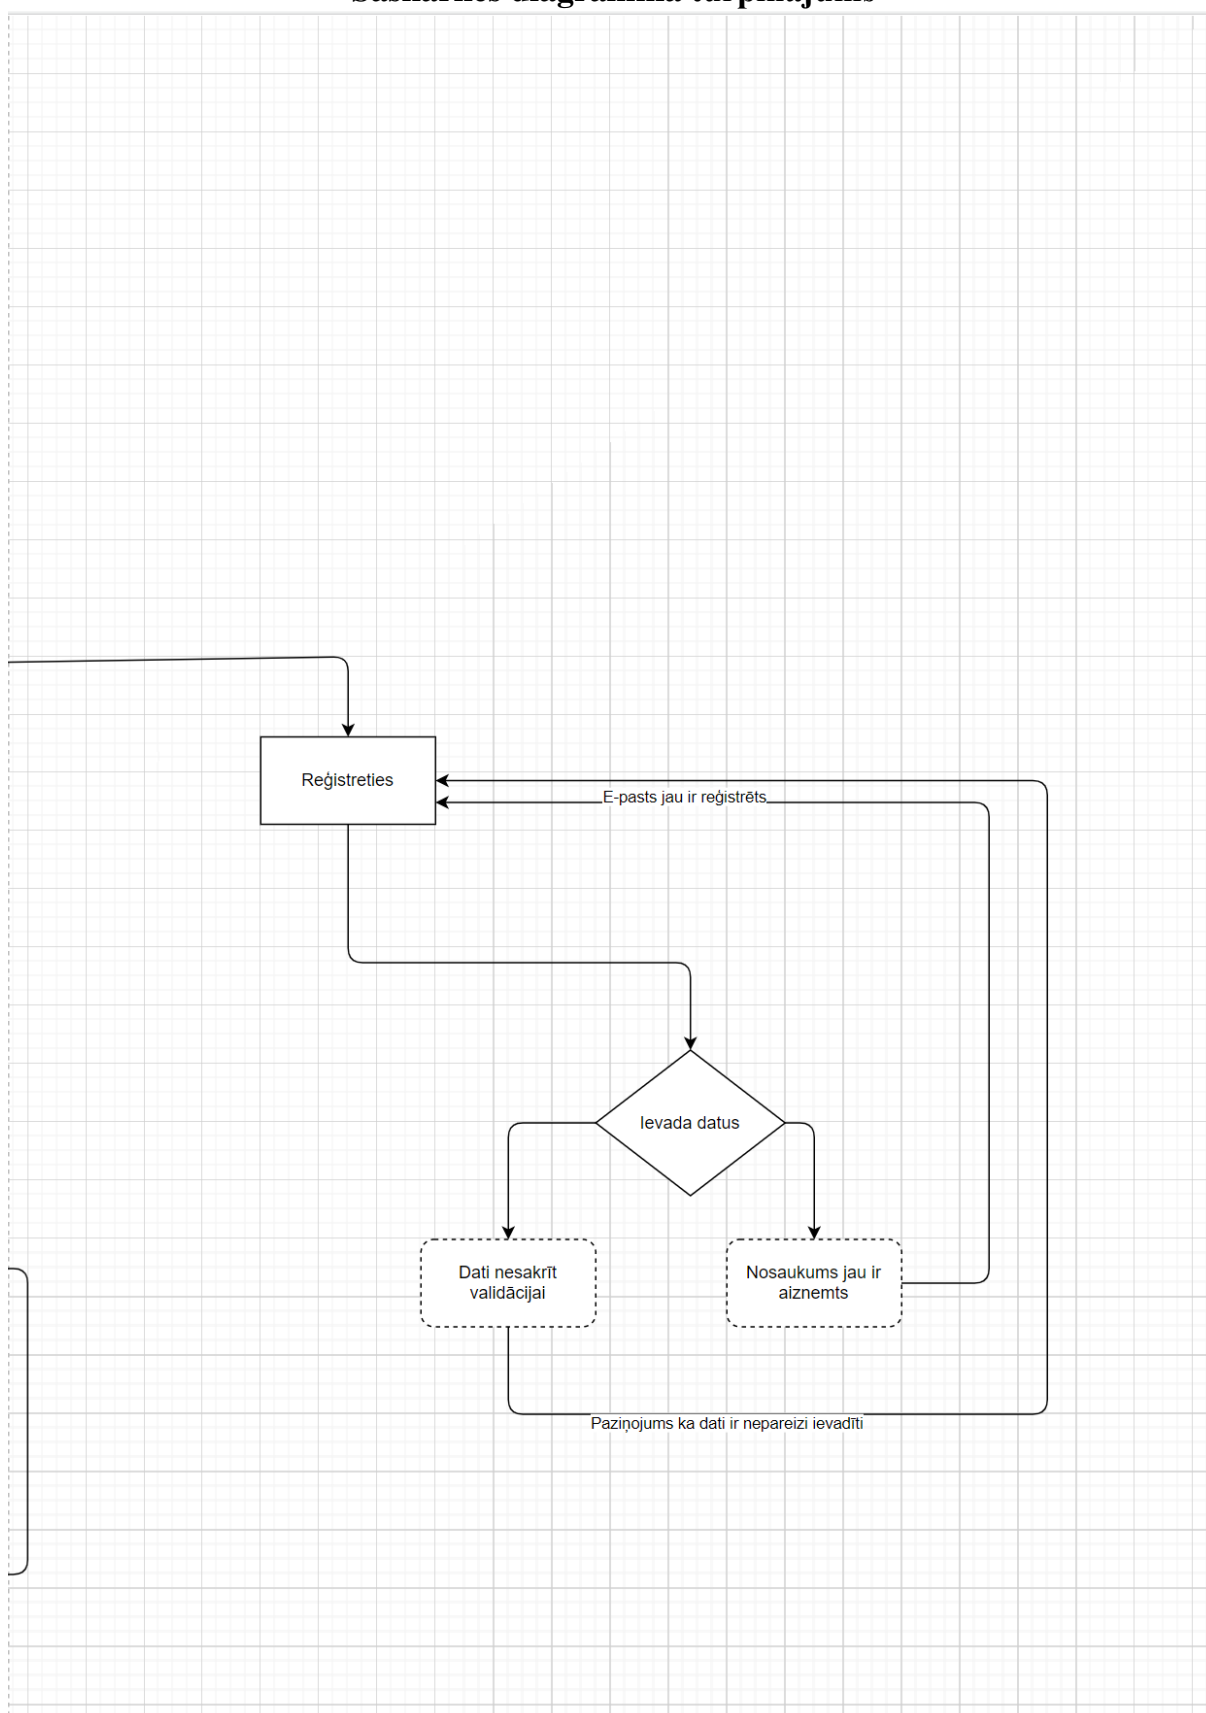 Reģistreties
E-pasts jau ir reģistrēts
Ievada datus
Dati nesakrīt
validācijai
Nosaukums jau ir
aiznemts
Paziņojums ka dati ir nepareizi ievadīti